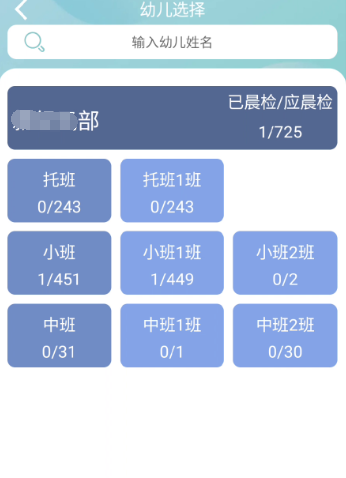 幼儿选择
输入幼儿姓名
已晨检/应晨检
部
1/725
托班
0/243
托班1班
0/243
小班
1/451
小班1班
1/449
小班2班
0/2
中班
0/31
中班1班
0/1
中班2班
0/30